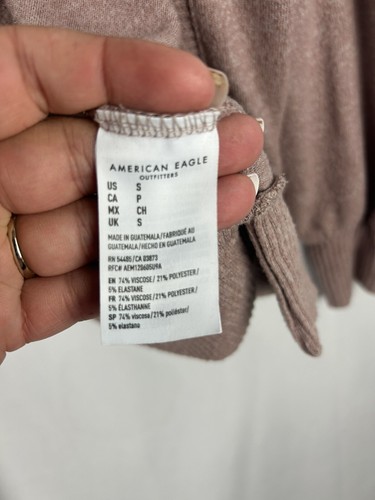 AMERICAN EAGLE
OUTFITTERS
US S
CA P
MX CH
UK S
MADE IN GUATEMALA/FABRIQUÉ AU
GUATEMALA/HECHO EN GUATEMALA
RN 54485/CA 03873
RFC# AEM120605U9A
EN 74% VISCOSE/21% POLYESTER/
5% ELASTANE
FR 74% VISCOSE/21% POLYESTER/
5% ÉLASTHANNE
SP 74% viscosa/21% poliéster/
5% elastano